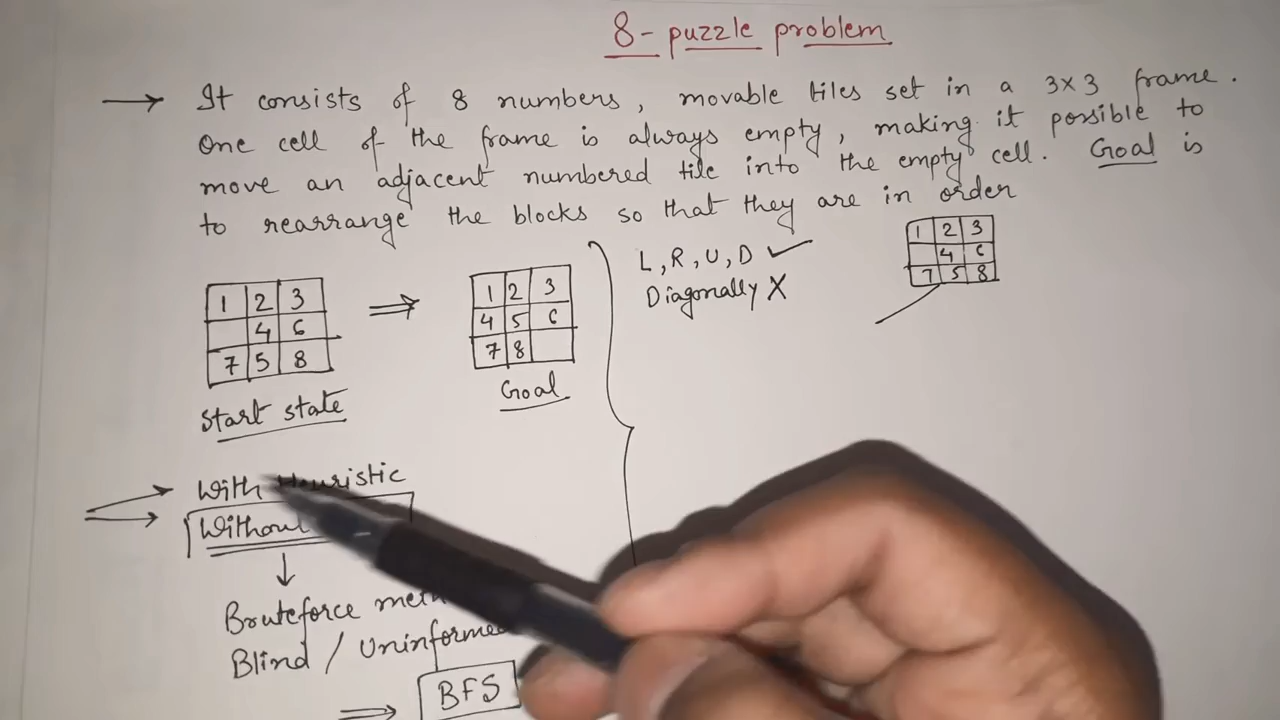 8- puzzle problem
It consists of 8 numbers, movable tiles set in a 3x3 frame.
One cell of the frame is always empty, making it possible to
move an adjacent numbered tile into the empty cell. Goal is
to rearrange the blocks so that they are in order
1 2 3
4 6
7 5 8
Start state
1 2 3
4 5 6
7 8
Goal
L, R, U, D ✓
Diagonally X
1 2 3
4 6
7 5 8
With Heuristic
Without
Bruteforce
Blind / Uninformed
BFS